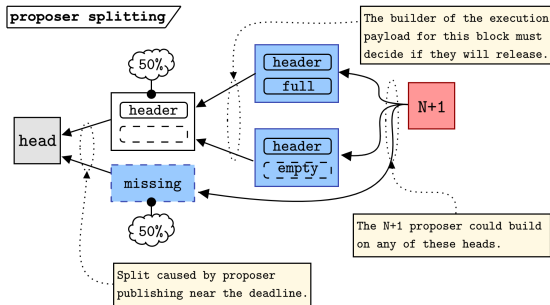 proposer splitting
The builder of the execution
payload for this block must
decide if they will release.
50%
header
full
header
N+1
head
header
empty
missing
50%
The N+1 proposer could build
on any of these heads.
Split caused by proposer
publishing near the deadline.